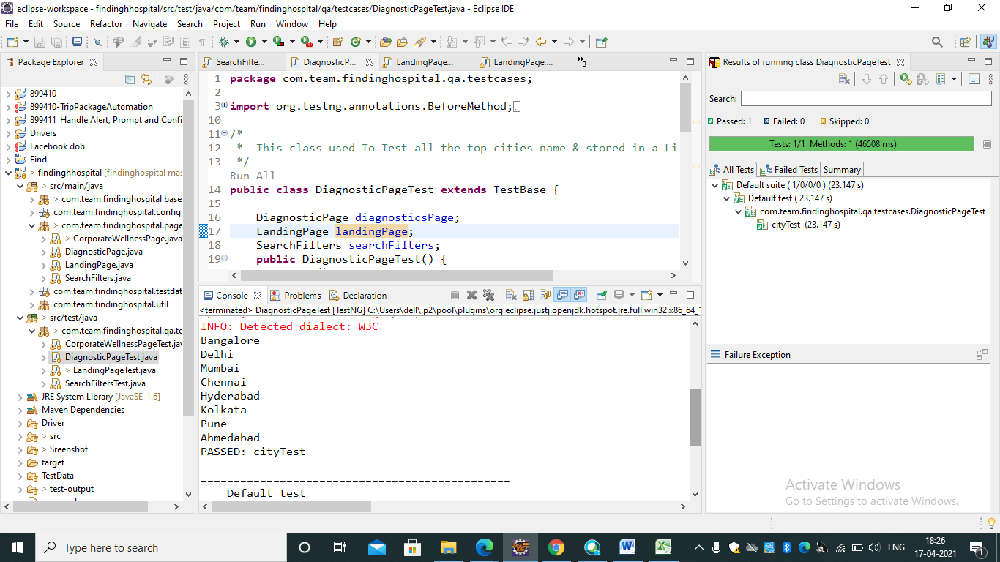 eclipse-workspace - findinghhospital/src/test/java/com/team/findinghospital/qa/testcases/DiagnosticPageTest.java - Eclipse IDE
File Edit Source Refactor Navigate Search Project Run Window Help
Package Explorer
899410
899410-TripPackageAutomation
899411_Handle Alert, Prompt and Confi
Drivers
Facebook dob
Find
> findinghhospital [findinghospital mas
> src/main/java
> com.team.findinghospital.base
com.team.findinghospital.config
> com.team.findinghospital.page
> CorporateWellnessPage.java
DiagnosticPage.java
LandingPage.java
SearchFilters.java
com.team.findinghospital.testdat
com.team.findinghospital.util
> src/test/java
> com.team.findinghospital.qa.te
CorporateWellnessPageTest.jav
DiagnosticPageTest.java
> LandingPageTest.java
SearchFiltersTest.java
JRE System Library [JavaSE-1.6]
Maven Dependencies
Driver
> src
> Sreenshot
target
TestData
> test-output
SearchFilte...
DiagnosticP...
LandingPage...
LandingPage....
»3
1 package com.team.findinghospital.qa.testcases;
2
3 import org.testng.annotations.BeforeMethod;
10
11 /*
12 * This class used To Test all the top cities name & stored in a Li
13 */
Run All
14 public class DiagnosticPageTest extends TestBase {
15
16 DiagnosticPage diagnosticsPage;
17 LandingPage landingPage;
18 SearchFilters searchFilters;
19 public DiagnosticPageTest() {
Console Problems Declaration
<terminated> DiagnosticPageTest [TestNG] C:\Users\dell\.p2\pool\plugins\org.eclipse.justj.openjdk.hotspot.jre.full.win32.x86_64_1
INFO: Detected dialect: W3C
Bangalore
Delhi
Mumbai
Chennai
Hyderabad
Kolkata
Pune
Ahmedabad
PASSED: cityTest
===============================================
Default test
Results of running class DiagnosticPageTest
Search:
Passed: 1 Failed: 0 Skipped: 0
Tests: 1/1 Methods: 1 (46508 ms)
All Tests Failed Tests Summary
Default suite ( 1/0/0/0 ) (23.147 s)
Default test ( 23.147 s)
com.team.findinghospital.qa.testcases.DiagnosticPageTest
cityTest (23.147 s)
Failure Exception
Activate Windows
Go to Settings to activate Windows.
Type here to search
ENG
18:26
17-04-2021
1